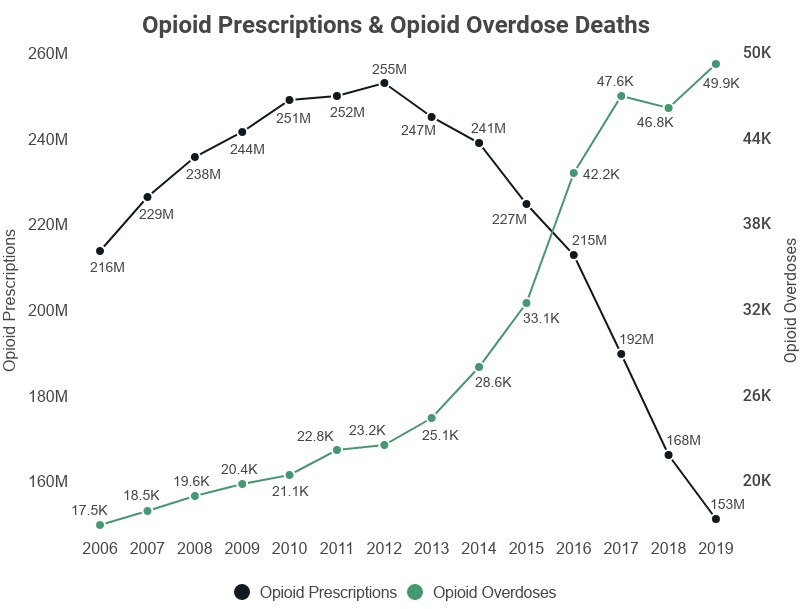 Opioid Prescriptions & Opioid Overdose Deaths
260M
240M
220M
200M
180M
160M
Opioid Prescriptions
50K
44K
38K
32K
26K
20K
Opioid Overdoses
216M
229M
238M
244M
251M
252M
255M
247M
241M
227M
215M
192M
168M
153M
17.5K
18.5K
19.6K
20.4K
21.1K
22.8K
23.2K
25.1K
28.6K
33.1K
42.2K
47.6K
46.8K
49.9K
2006 2007 2008 2009 2010 2011 2012 2013 2014 2015 2016 2017 2018 2019
Opioid Prescriptions Opioid Overdoses